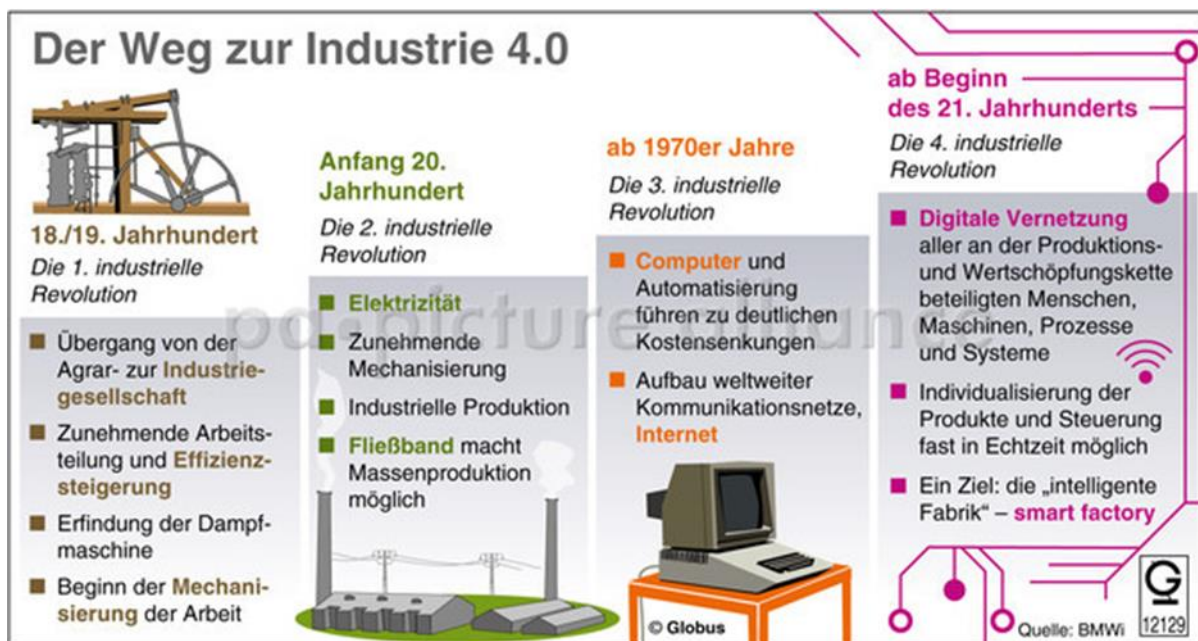 Der Weg zur Industrie 4.0
18./19. Jahrhundert
Die 1. industrielle
Revolution
Übergang von der
Agrar- zur Industrie-
gesellschaft
Zunehmende Arbeits-
teilung und Effizienz-
steigerung
Erfindung der Dampf-
maschine
Beginn der Mechani-
sierung der Arbeit
Anfang 20.
Jahrhundert
Die 2. industrielle
Revolution
Elektrizität
Zunehmende
Mechanisierung
Industrielle Produktion
Fließband macht
Massenproduktion
möglich
ab 1970er Jahre
Die 3. industrielle
Revolution
Computer und
Automatisierung
führen zu deutlichen
Kostensenkungen
Aufbau weltweiter
Kommunikationsnetze,
Internet
© Globus
ab Beginn
des 21. Jahrhunderts
Die 4. industrielle
Revolution
Digitale Vernetzung
aller an der Produktions-
und Wertschöpfungskette
beteiligten Menschen,
Maschinen, Prozesse
und Systeme
Individualisierung der
Produkte und Steuerung
fast in Echtzeit möglich
Ein Ziel: die „intelligente
Fabrik“ – smart factory
Quelle: BMWi
G
12129
pa-picture alliance